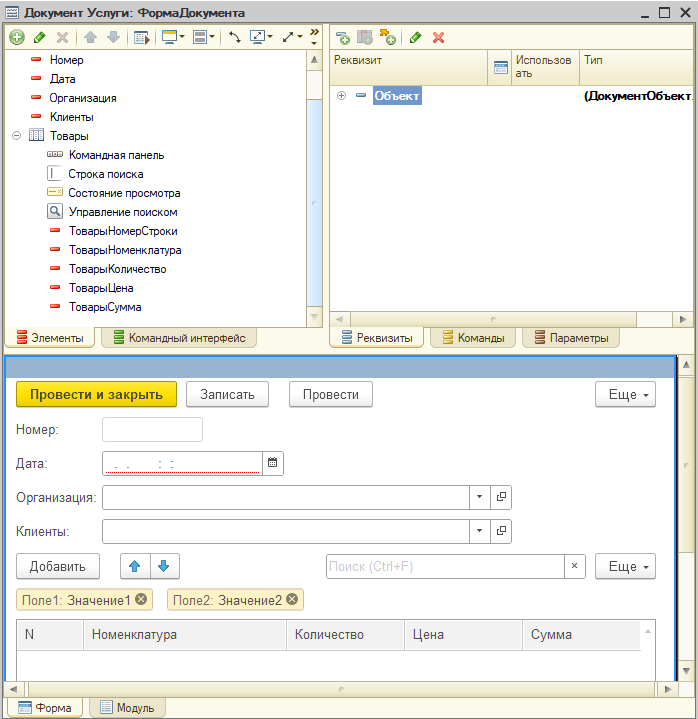 Документ Услуги: ФормаДокумента
Номер
Дата
Организация
Клиенты
Товары
Командная панель
Строка поиска
Состояние просмотра
Управление поиском
ТоварыНомерСтроки
ТоварыНоменклатура
ТоварыКоличество
ТоварыЦена
ТоварыСумма
Элементы Командный интерфейс
Реквизит Использов Тип
ать
Объект (ДокументОбъект.
Реквизиты Команды Параметры
Провести и закрыть Записать Провести Еще
Номер:
Дата: . . : :
Организация:
Клиенты:
Добавить Поиск (Ctrl+F) × Еще
Поле1: Значение1 Поле2: Значение2
N Номенклатура Количество Цена Сумма
Форма Модуль